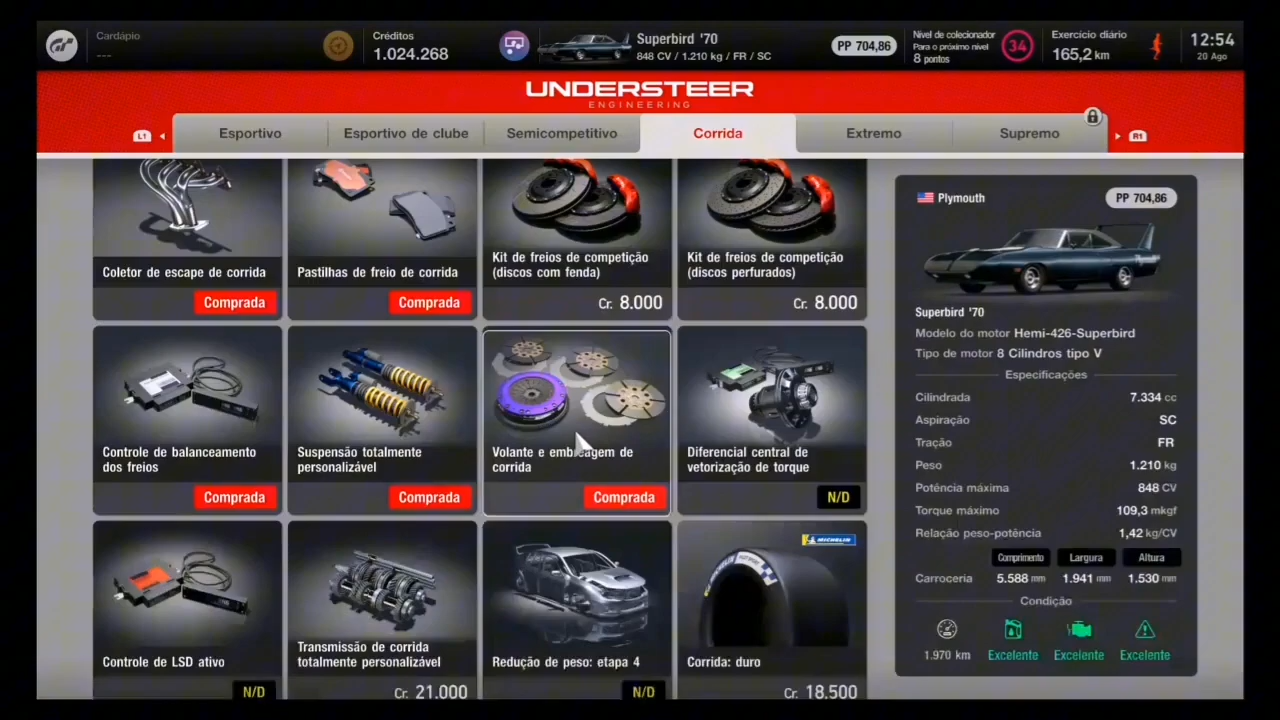 Cardápio
---
Créditos
1.024.268
Superbird '70
848 CV / 1.210 kg / FR / SC
PP 704,86
Nível de colecionador
Para o próximo nível
8 pontos
34
Exercício diário
165,2 km
12:54
20 Ago
UNDERSTEER
ENGINEERING
L1
Esportivo
Esportivo de clube
Semicompetitivo
Corrida
Extremo
Supremo
R1
Coletor de escape de corrida
Comprada
Pastilhas de freio de corrida
Comprada
Kit de freios de competição
(discos com fenda)
Cr. 8.000
Kit de freios de competição
(discos perfurados)
Cr. 8.000
Controle de balanceamento
dos freios
Comprada
Suspensão totalmente
personalizável
Comprada
Volante e embreagem de
corrida
Comprada
Diferencial central de
vetorização de torque
N/D
Controle de LSD ativo
N/D
Transmissão de corrida
totalmente personalizável
Cr. 21.000
Redução de peso: etapa 4
N/D
MICHELIN
Corrida: duro
Cr. 18.500
Plymouth
PP 704,86
Superbird '70
Modelo do motor Hemi-426-Superbird
Tipo de motor 8 Cilindros tipo V
Especificações
Cilindrada 7.334 cc
Aspiração SC
Tração FR
Peso 1.210 kg
Potência máxima 848 CV
Torque máximo 109,3 mkgf
Relação peso-potência 1,42 kg/CV
Comprimento Largura Altura
Carroceria 5.588 mm 1.941 mm 1.530 mm
Condição
1.970 km Excelente Excelente Excelente